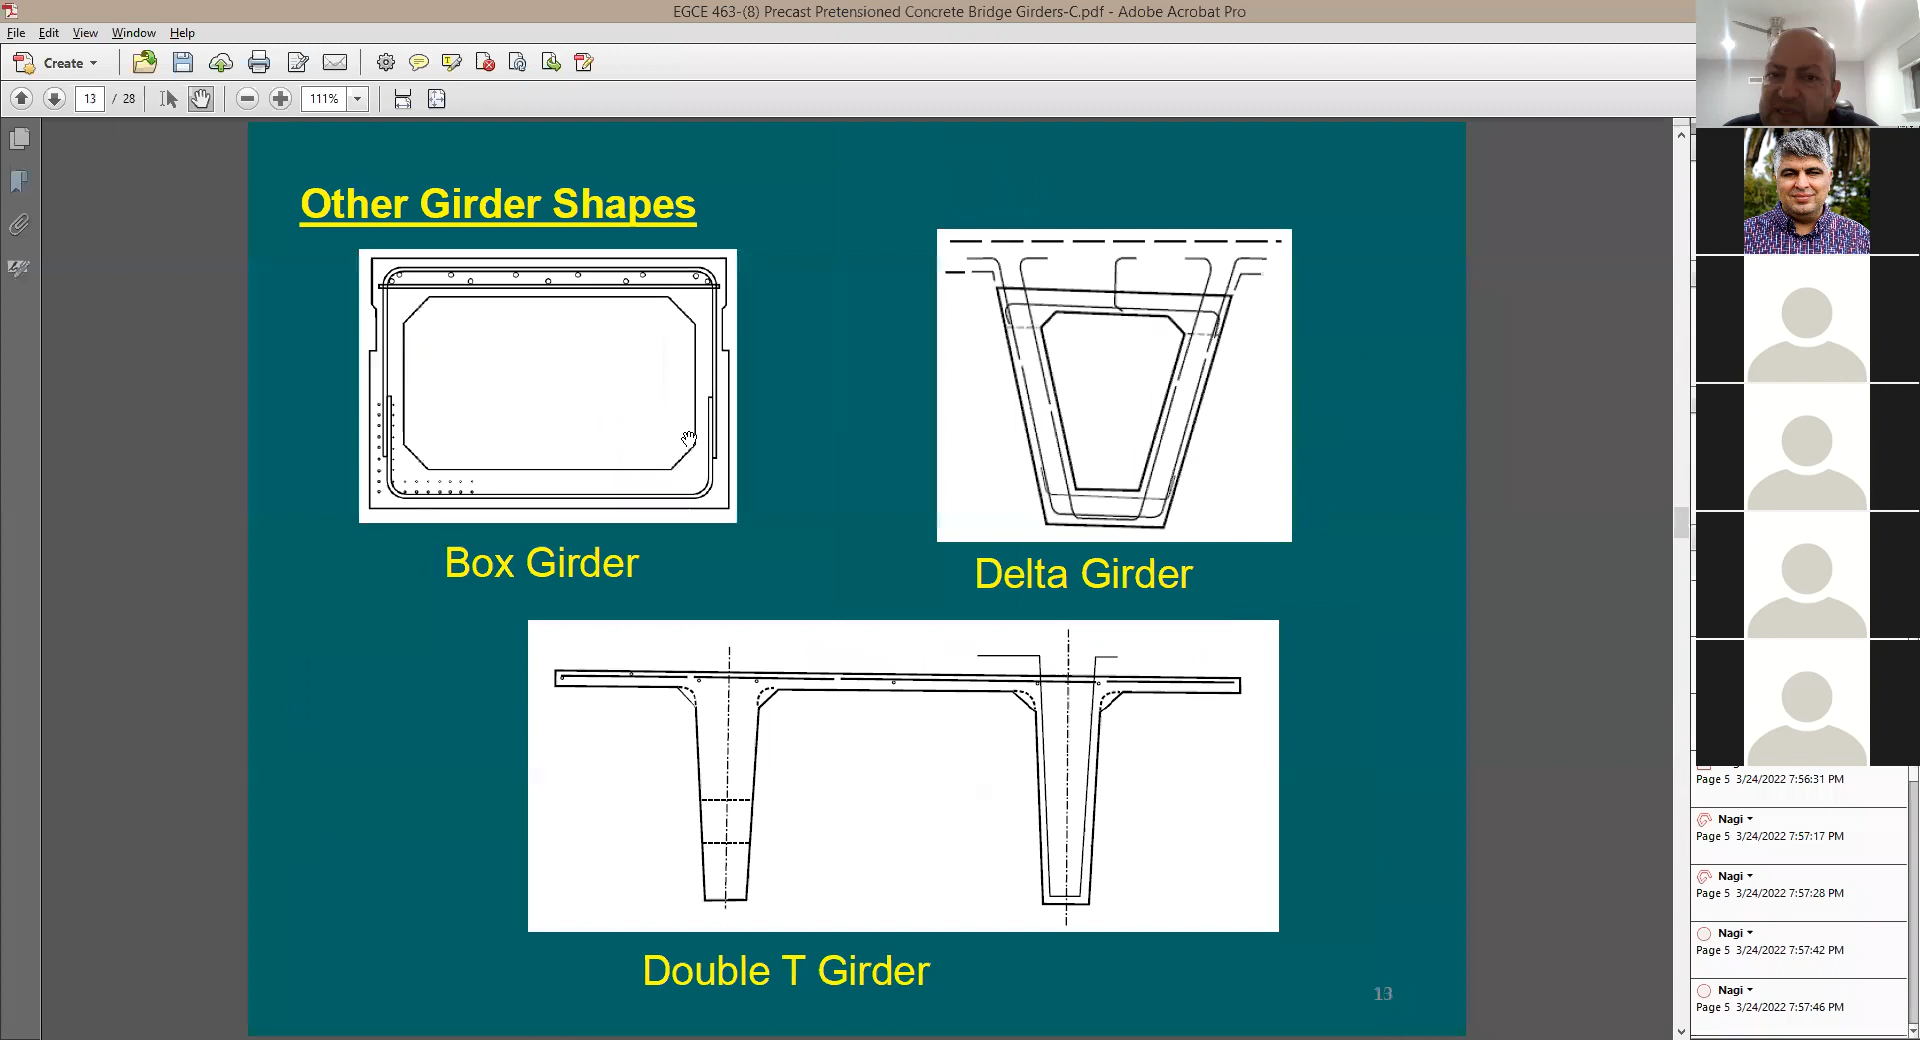 EGCE 463-(8) Precast Pretensioned Concrete Bridge Girders-C.pdf - Adobe Acrobat Pro
File Edit View Window Help
Create
13 / 28 111%
Other Girder Shapes
Box Girder
Delta Girder
Double T Girder
13
Page 5 3/24/2022 7:56:31 PM
Nagi
Page 5 3/24/2022 7:57:17 PM
Nagi
Page 5 3/24/2022 7:57:28 PM
Nagi
Page 5 3/24/2022 7:57:42 PM
Nagi
Page 5 3/24/2022 7:57:46 PM